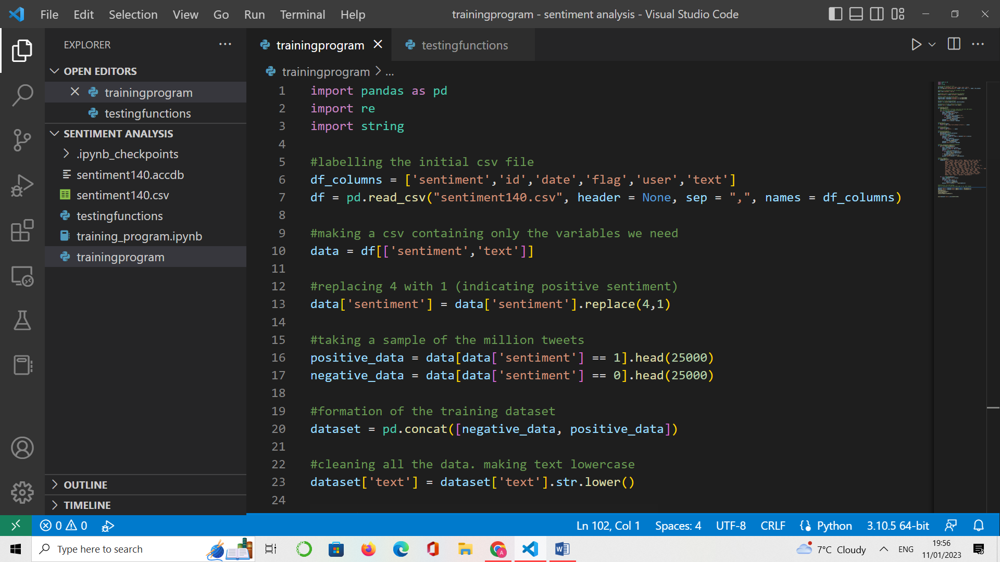 File Edit Selection View Go Run Terminal Help
trainingprogram - sentiment analysis - Visual Studio Code
EXPLORER
OPEN EDITORS
trainingprogram
testingfunctions
SENTIMENT ANALYSIS
.ipynb_checkpoints
sentiment140.accdb
sentiment140.csv
testingfunctions
training_program.ipynb
trainingprogram
OUTLINE
TIMELINE
trainingprogram
testingfunctions
trainingprogram > ...
1 import pandas as pd
2 import re
3 import string
4
5 #labelling the initial csv file
6 df_columns = ['sentiment','id','date','flag','user','text']
7 df = pd.read_csv("sentiment140.csv", header = None, sep = ",", names = df_columns)
8
9 #making a csv containing only the variables we need
10 data = df[['sentiment','text']]
11
12 #replacing 4 with 1 (indicating positive sentiment)
13 data['sentiment'] = data['sentiment'].replace(4,1)
14
15 #taking a sample of the million tweets
16 positive_data = data[data['sentiment'] == 1].head(25000)
17 negative_data = data[data['sentiment'] == 0].head(25000)
18
19 #formation of the training dataset
20 dataset = pd.concat([negative_data, positive_data])
21
22 #cleaning all the data. making text lowercase
23 dataset['text'] = dataset['text'].str.lower()
24
0 0
Ln 102, Col 1 Spaces: 4 UTF-8 CRLF Python 3.10.5 64-bit
Type here to search
A
W
7°C Cloudy
ENG
19:56
11/01/2023